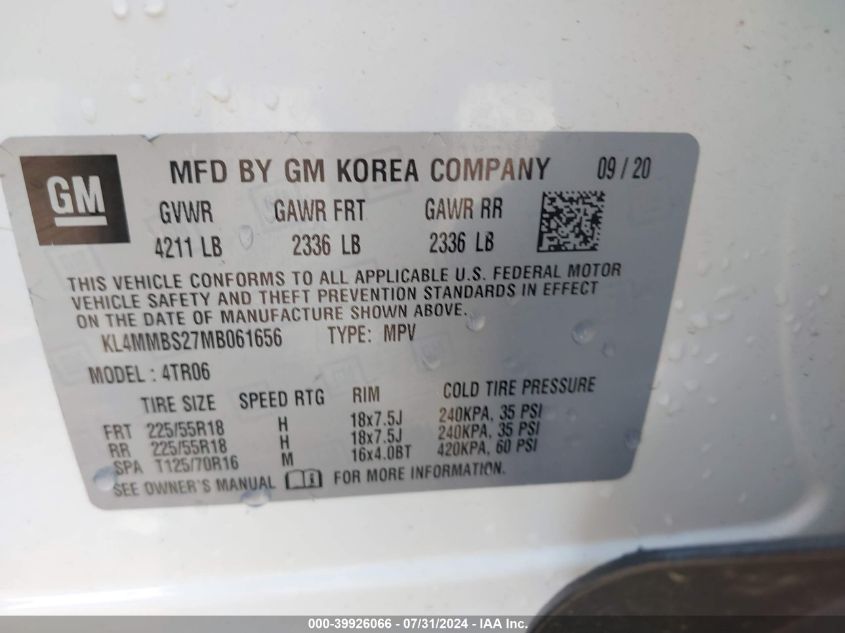 GM
MFD BY GM KOREA COMPANY 09 / 20
GVWR GAWR FRT GAWR RR
4211 LB 2336 LB 2336 LB
THIS VEHICLE CONFORMS TO ALL APPLICABLE U.S. FEDERAL MOTOR
VEHICLE SAFETY AND THEFT PREVENTION STANDARDS IN EFFECT
ON THE DATE OF MANUFACTURE SHOWN ABOVE.
KL4MMBS27MB061656 TYPE: MPV
MODEL : 4TR06
TIRE SIZE SPEED RTG RIM COLD TIRE PRESSURE
FRT 225/55R18 H 18x7.5J 240KPA, 35 PSI
RR 225/55R18 H 18x7.5J 240KPA, 35 PSI
SPA T125/70R16 M 16x4.0BT 420KPA, 60 PSI
SEE OWNER'S MANUAL FOR MORE INFORMATION.
000-39926066 - 07/31/2024 - IAA Inc.